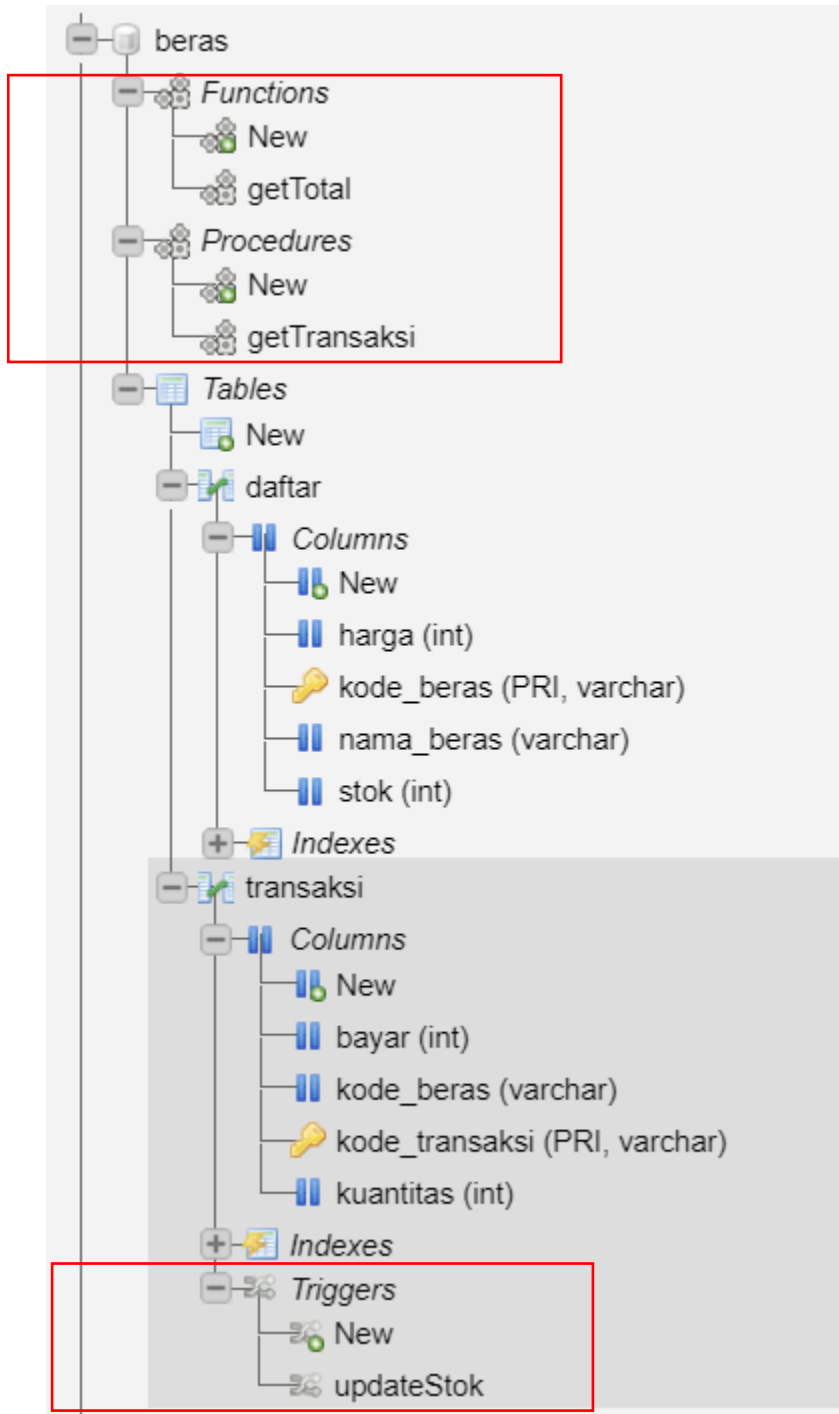 beras
Functions
New
getTotal
Procedures
New
getTransaksi
Tables
New
daftar
Columns
New
harga (int)
kode_beras (PRI, varchar)
nama_beras (varchar)
stok (int)
Indexes
transaksi
Columns
New
bayar (int)
kode_beras (varchar)
kode_transaksi (PRI, varchar)
kuantitas (int)
Indexes
Triggers
New
updateStok